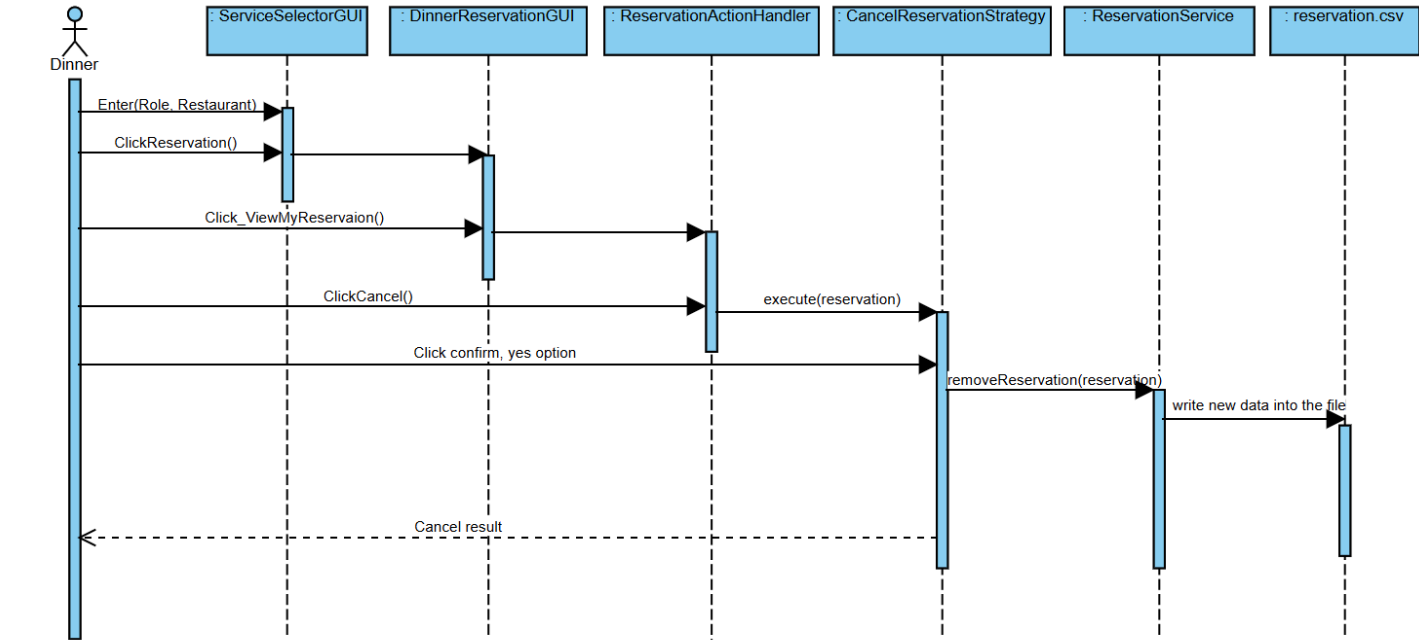 : ServiceSelectorGUI
: DinnerReservationGUI
: ReservationActionHandler
: CancelReservationStrategy
: ReservationService
: reservation.csv
Dinner
Enter(Role, Restaurant)
ClickReservation()
Click_ViewMyReservaion()
ClickCancel()
execute(reservation)
Click confirm, yes option
removeReservation(reservation)
write new data into the file
Cancel result